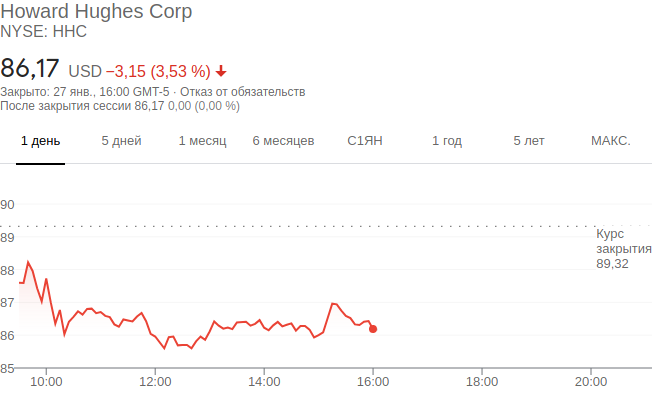 Howard Hughes Corp
NYSE: HHC
86,17 USD −3,15 (3,53 %)
Закрыто: 27 янв., 16:00 GMT-5 · Отказ от обязательств
После закрытия сессии 86,17 0,00 (0,00 %)
1 день 5 дней 1 месяц 6 месяцев С1ЯН 1 год 5 лет МАКС.
90
89
Курс
закрытия
89,32
88
87
86
85
10:00 12:00 14:00 16:00 18:00 20:00